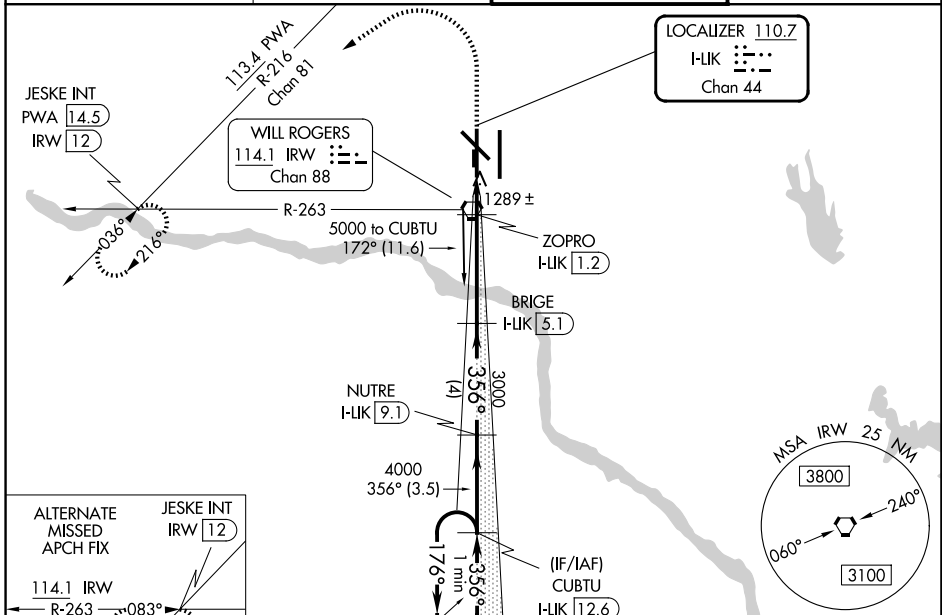 113.4 PWA
R-216
Chan 81
LOCALIZER 110.7
I-LIK
Chan 44
JESKE INT
PWA 14.5
IRW 12
WILL ROGERS
114.1 IRW
Chan 88
R-263
1289 ±
036°
216°
5000 to CUBTU
172° (11.6)
ZOPRO
I-LIK 1.2
BRIGE
I-LIK 5.1
NUTRE
I-LIK 9.1
3000
356°
(4)
4000
356° (3.5)
MSA IRW 25 NM
3800
240°
060°
3100
ALTERNATE
MISSED
APCH FIX
JESKE INT
IRW 12
114.1 IRW
R-263
083°
176°
1 min
356°
(IF/IAF)
CUBTU
I-LIK 12.6